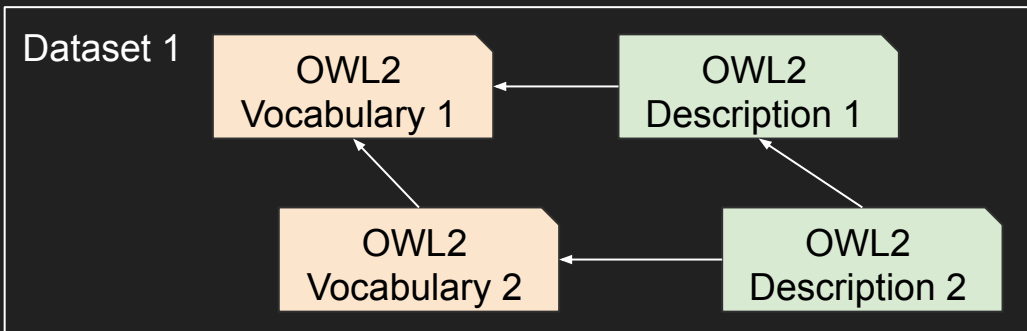 Dataset 1
OWL2
Vocabulary 1
OWL2
Description 1
OWL2
Vocabulary 2
OWL2
Description 2